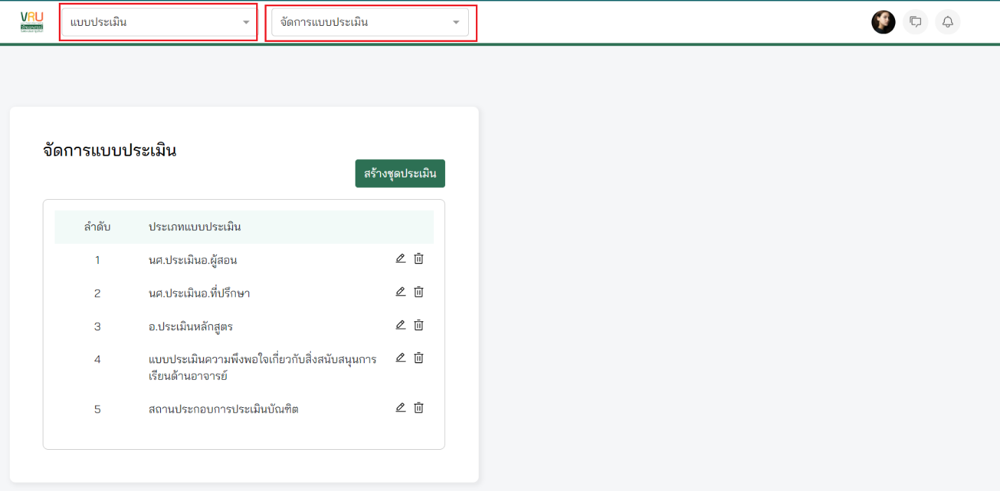 VRU
แบบประเมิน
จัดการแบบประเมิน
จัดการแบบประเมิน
สร้างชุดประเมิน
ลำดับ ประเภทแบบประเมิน
1 นศ.ประเมินอ.ผู้สอน
2 นศ.ประเมินอ.ที่ปรึกษา
3 อ.ประเมินหลักสูตร
4 แบบประเมินความพึงพอใจเกี่ยวกับสิ่งสนับสนุนการ
เรียนด้านอาจารย์
5 สถานประกอบการประเมินบัณฑิต